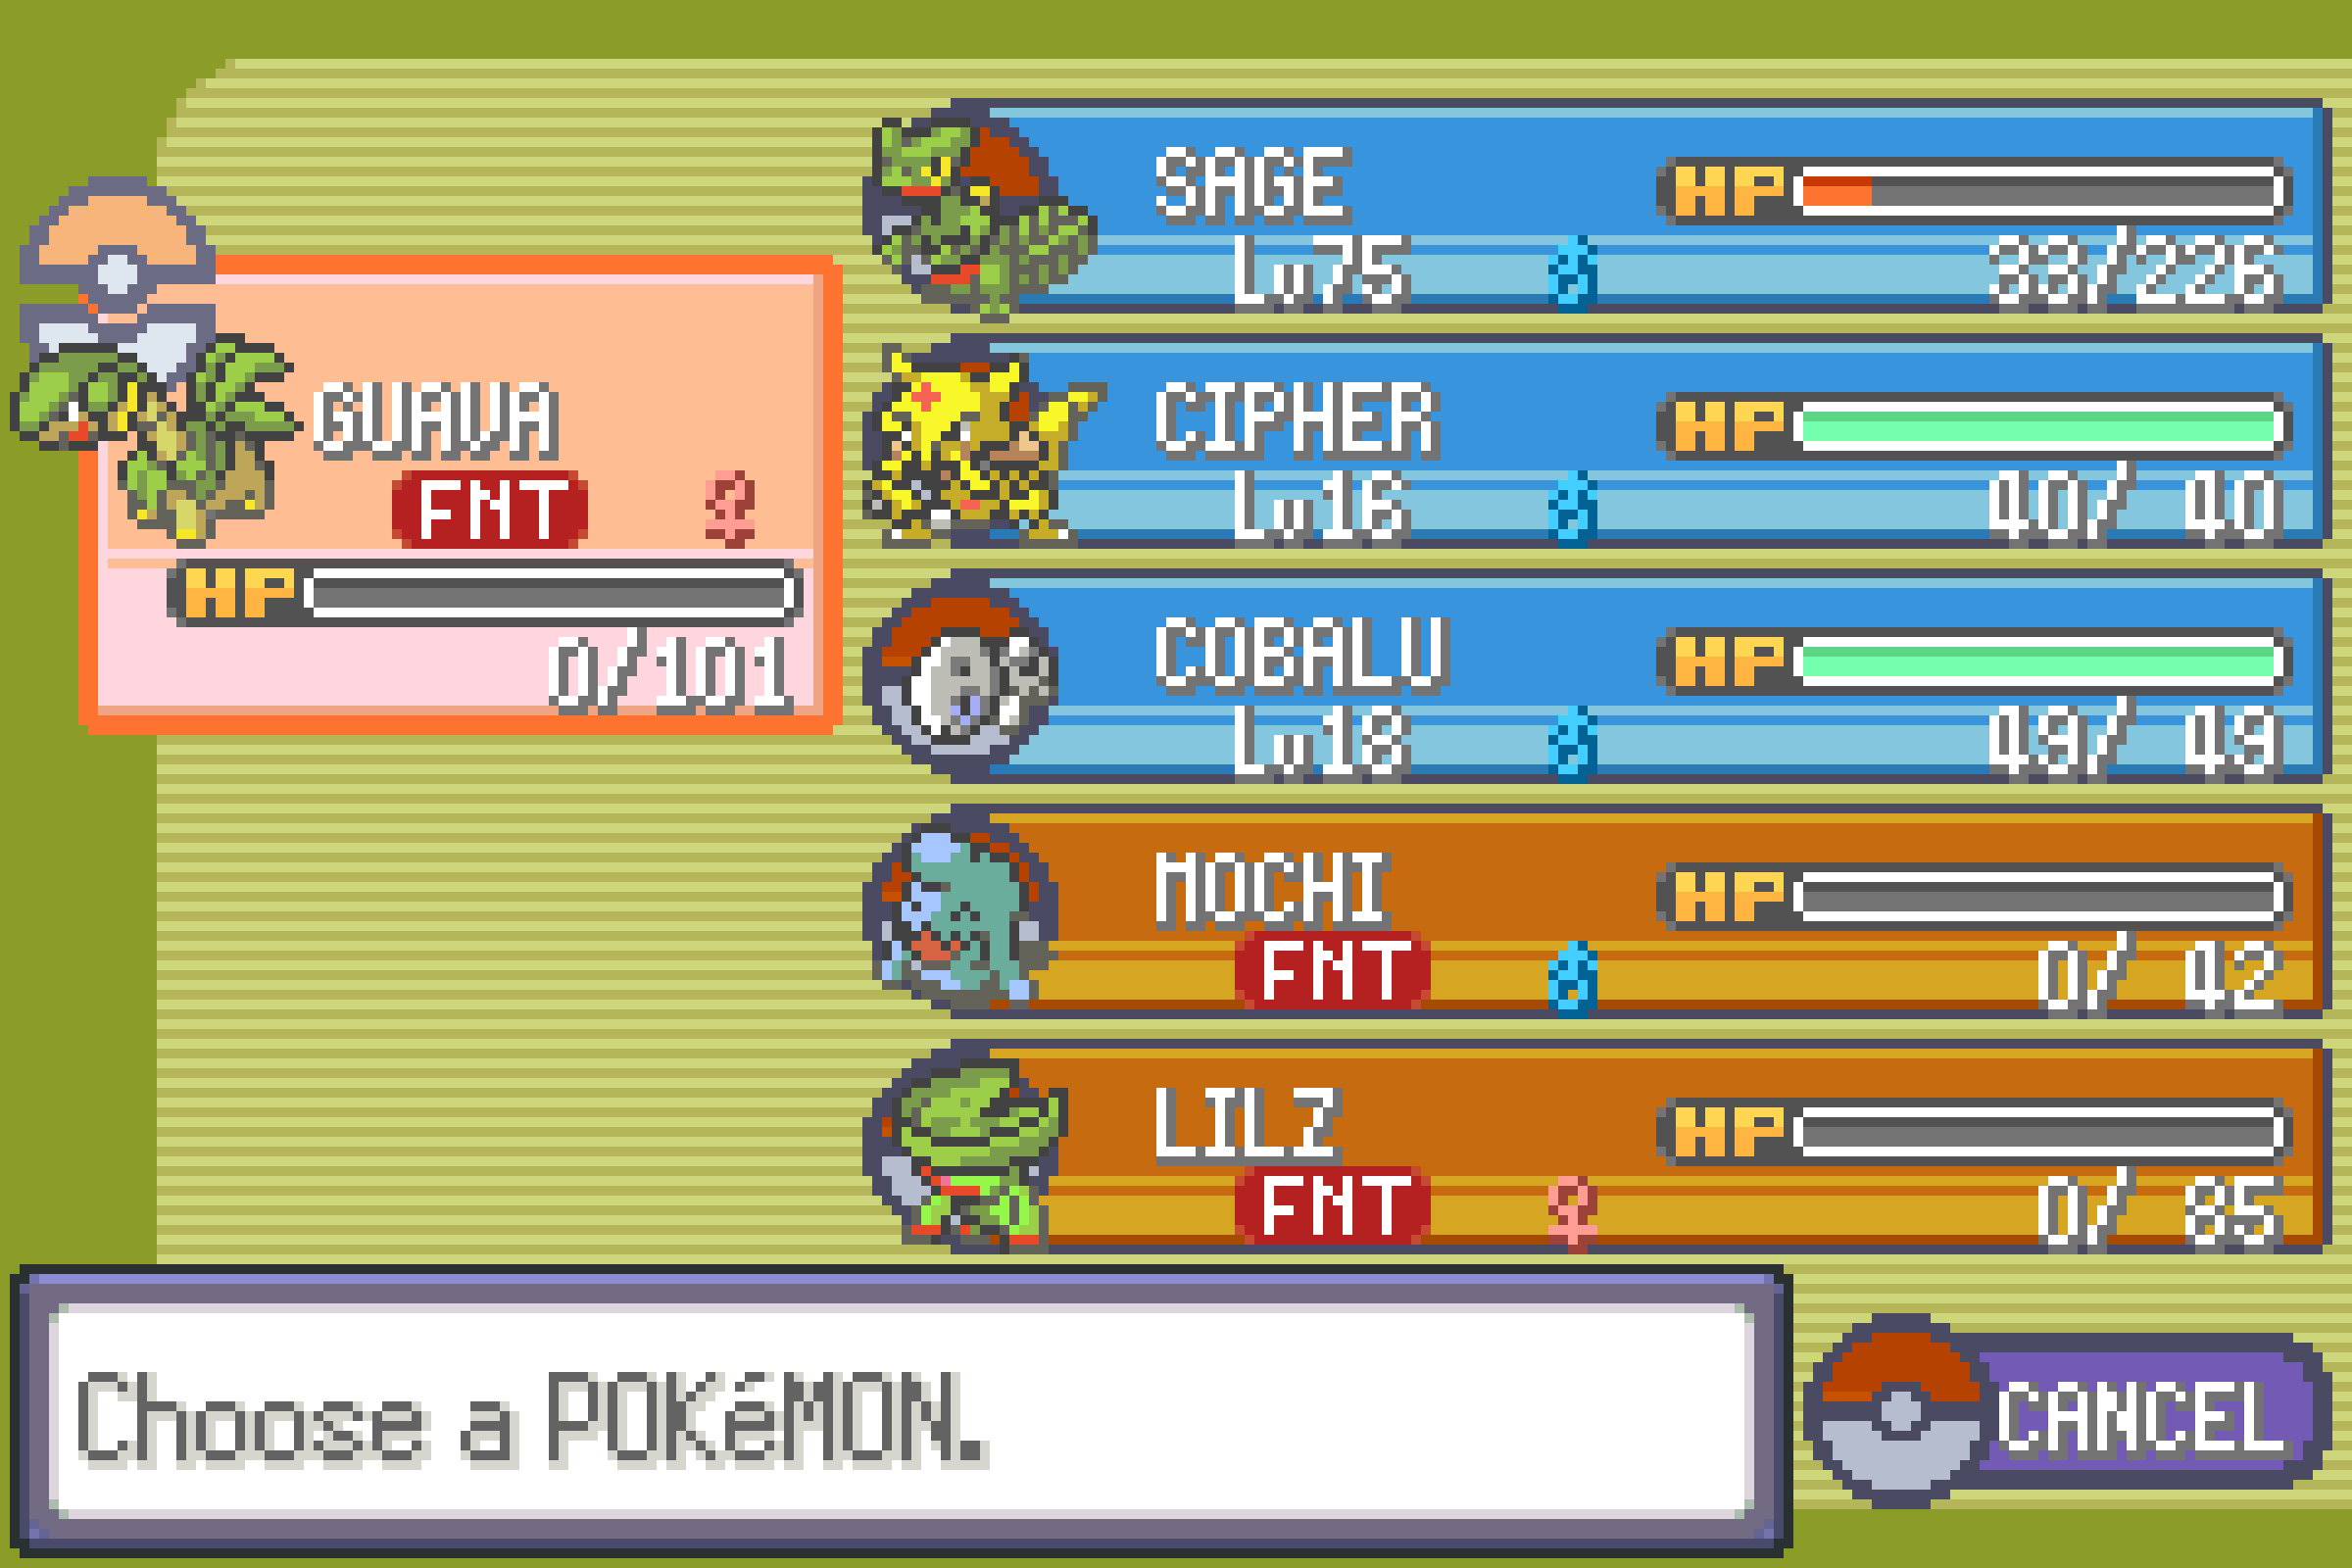 GUAVA
FNT ♀
HP
0/101
SAGE
HP
Lv75 ♂
33/226
CIPHER
HP
Lv16 ♂
40/ 40
COBALU
HP
Lv18 ♂
49/ 49
MOCHI
HP
FNT ♂
0/ 42
LILZ
HP
FNT ♀
0/ 85
Choose a POKéMON.
CANCEL